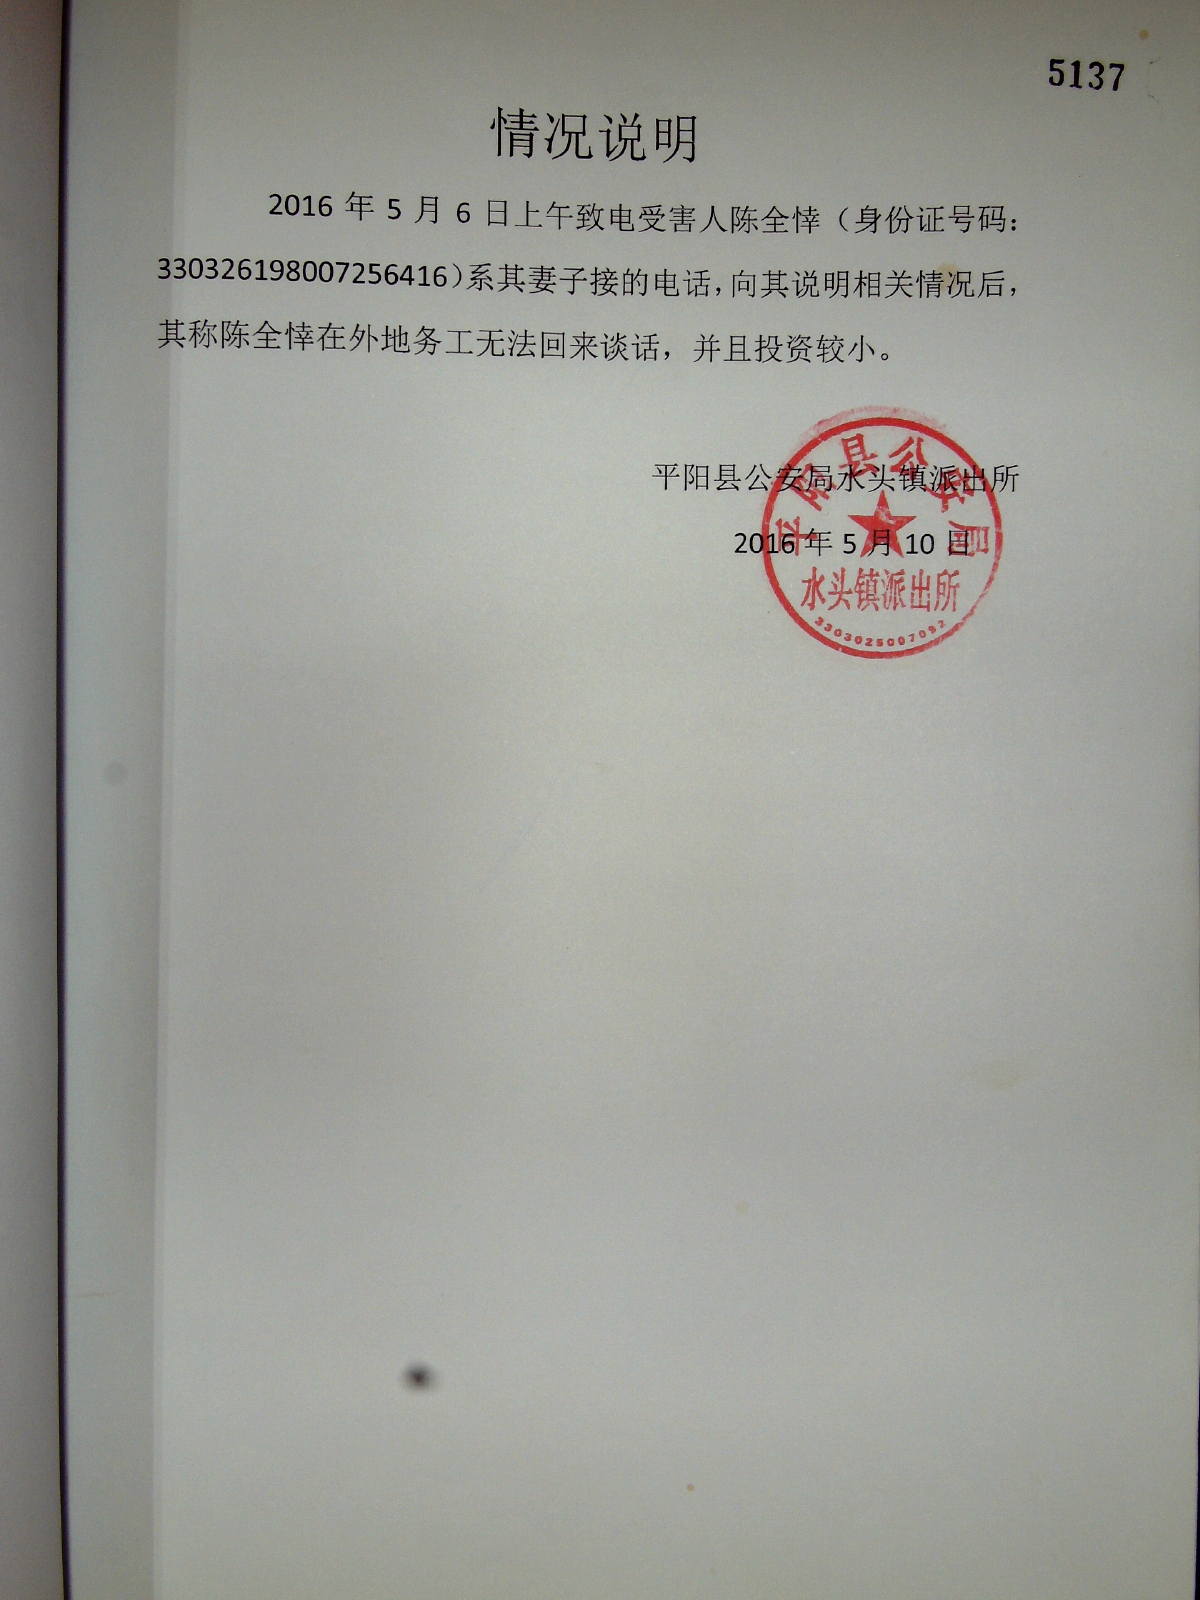 5137
情况说明
2016 年 5 月 6 日上午致电受害人陈全悻（身份证号码：
330326198007256416)系其妻子接的电话，向其说明相关情况后，
其称陈全悻在外地务工无法回来谈话，并且投资较小。
平阳县公安局水头镇派出所
2016 年 5 月 10 日
平阳县公安局
水头镇派出所
3303025007092